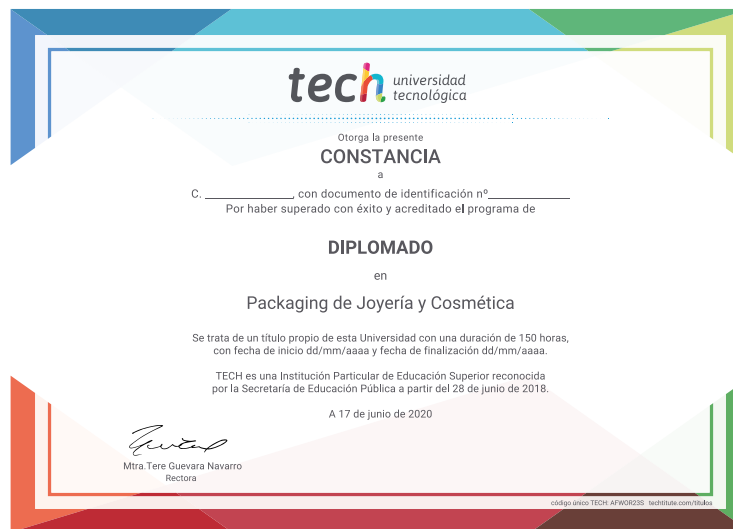 tech universidad
tecnológica
Otorga la presente
CONSTANCIA
a
C. ______________, con documento de identificación nº______________
Por haber superado con éxito y acreditado el programa de
DIPLOMADO
en
Packaging de Joyería y Cosmética
Se trata de un título propio de esta Universidad con una duración de 150 horas,
con fecha de inicio dd/mm/aaaa y fecha de finalización dd/mm/aaaa.
TECH es una Institución Particular de Educación Superior reconocida
por la Secretaría de Educación Pública a partir del 28 de junio de 2018.
A 17 de junio de 2020
Mtra.Tere Guevara Navarro
Rectora
código único TECH: AFWOR23S techtitute.com/titulos